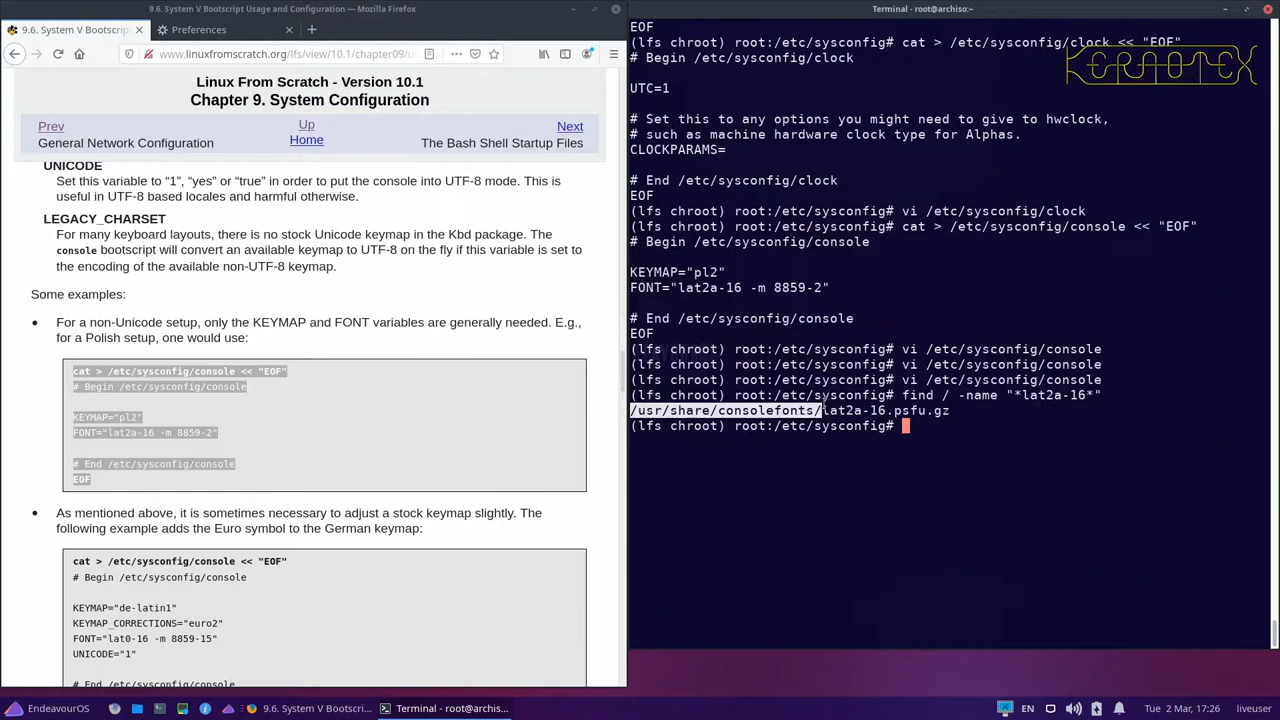 9.6. System V Bootscript Usage and Configuration — Mozilla Firefox
9.6. System V Bootscript
Preferences
www.linuxfromscratch.org/lfs/view/10.1/chapter09/us
Linux From Scratch - Version 10.1
Chapter 9. System Configuration
Prev
Up
Next
General Network Configuration
Home
The Bash Shell Startup Files
UNICODE
Set this variable to “1”, “yes” or “true” in order to put the console into UTF-8 mode. This is
useful in UTF-8 based locales and harmful otherwise.
LEGACY_CHARSET
For many keyboard layouts, there is no stock Unicode keymap in the Kbd package. The
console bootscript will convert an available keymap to UTF-8 on the fly if this variable is set to
the encoding of the available non-UTF-8 keymap.
Some examples:
For a non-Unicode setup, only the KEYMAP and FONT variables are generally needed. E.g.,
for a Polish setup, one would use:
cat > /etc/sysconfig/console << "EOF"
# Begin /etc/sysconfig/console
KEYMAP="pl2"
FONT="lat2a-16 -m 8859-2"
# End /etc/sysconfig/console
EOF
As mentioned above, it is sometimes necessary to adjust a stock keymap slightly. The
following example adds the Euro symbol to the German keymap:
cat > /etc/sysconfig/console << "EOF"
# Begin /etc/sysconfig/console
KEYMAP="de-latin1"
KEYMAP_CORRECTIONS="euro2"
FONT="lat0-16 -m 8859-15"
UNICODE="1"
# End /etc/sysconfig/console
Terminal - root@archiso:~
EOF
(lfs chroot) root:/etc/sysconfig# cat > /etc/sysconfig/clock << "EOF"
# Begin /etc/sysconfig/clock
UTC=1
# Set this to any options you might need to give to hwclock,
# such as machine hardware clock type for Alphas.
CLOCKPARAMS=
# End /etc/sysconfig/clock
EOF
(lfs chroot) root:/etc/sysconfig# vi /etc/sysconfig/clock
(lfs chroot) root:/etc/sysconfig# cat > /etc/sysconfig/console << "EOF"
# Begin /etc/sysconfig/console
KEYMAP="pl2"
FONT="lat2a-16 -m 8859-2"
# End /etc/sysconfig/console
EOF
(lfs chroot) root:/etc/sysconfig# vi /etc/sysconfig/console
(lfs chroot) root:/etc/sysconfig# vi /etc/sysconfig/console
(lfs chroot) root:/etc/sysconfig# vi /etc/sysconfig/console
(lfs chroot) root:/etc/sysconfig# find / -name "*lat2a-16*"
/usr/share/consolefonts/lat2a-16.psfu.gz
(lfs chroot) root:/etc/sysconfig#
KEAOTEX
EndeavourOS
9.6. System V Bootscri...
Terminal - root@archis...
EN
Tue 2 Mar, 17:26
liveuser